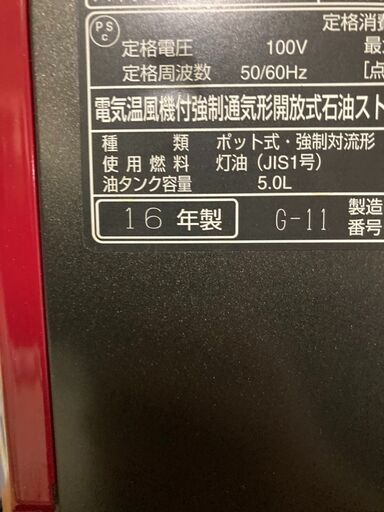 PS
C
定格消費
定格電圧 100V 最
定格周波数 50/60Hz [点
電気温風機付強制通気形開放式石油スト
種 類 ポット式・強制対流形
使用燃料 灯油（JIS1号）
油タンク容量 5.0L
16 年製 G-11 製造
番号